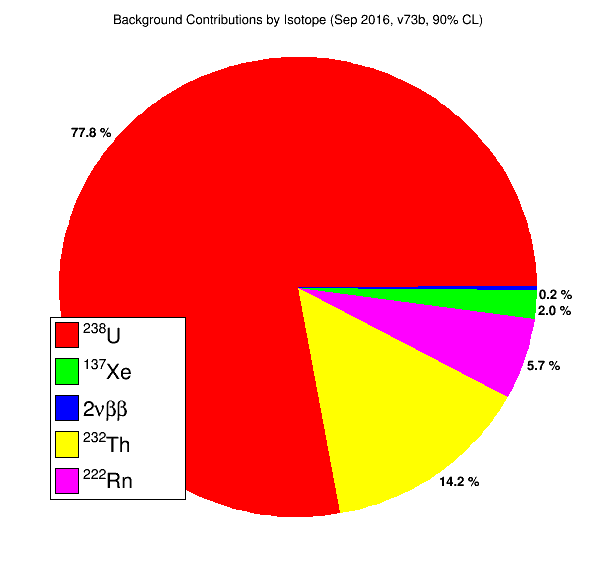 Background Contributions by Isotope (Sep 2016, v73b, 90% CL)
77.8 %
0.2 %
2.0 %
5.7 %
14.2 %
²³⁸U
¹³⁷Xe
2νββ
²³²Th
²²²Rn